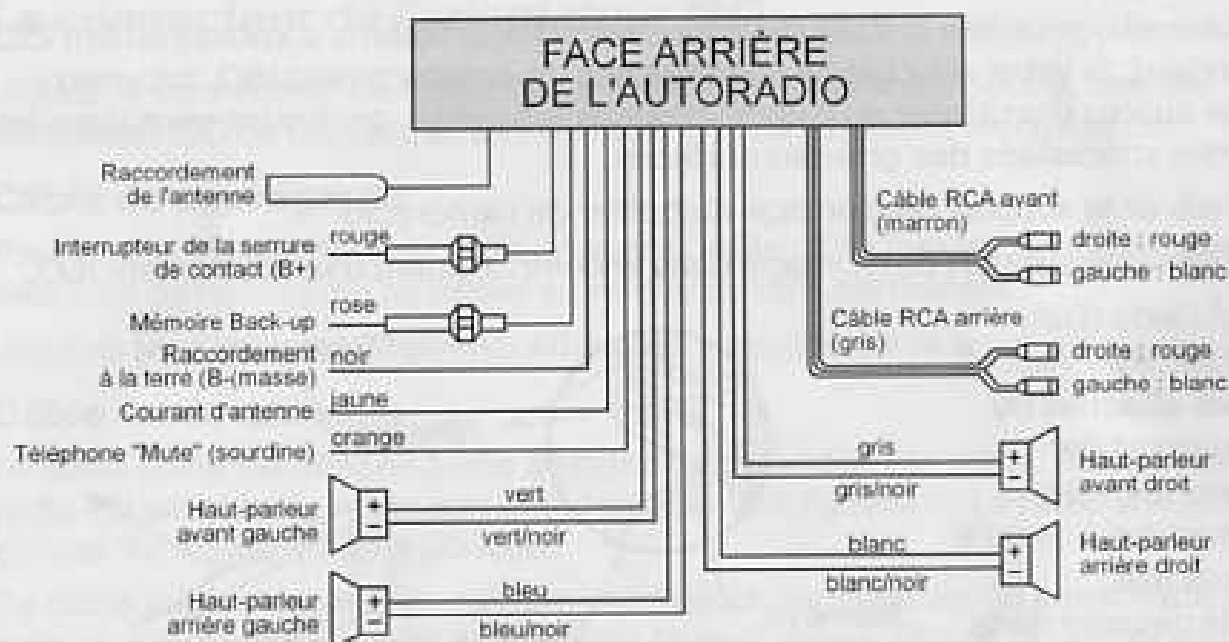 FACE ARRIÈRE
DE L'AUTORADIO
Raccordement
de l'antenne
Interrupteur de la serrure
de contact (B+)
rouge
Mémoire Back-up
rose
Raccordement
à la terre (B-(masse)
noir
Courant d'antenne
jaune
Téléphone "Mute" (sourdine)
orange
Haut-parleur
avant gauche
+
−
vert
vert/noir
Haut-parleur
arrière gauche
+
−
bleu
bleu/noir
Câble RCA avant
(marron)
droite : rouge
gauche : blanc
Câble RCA arrière
(gris)
droite : rouge
gauche : blanc
gris
gris/noir
+
−
Haut-parleur
avant droit
blanc
blanc/noir
+
−
Haut-parleur
arrière droit